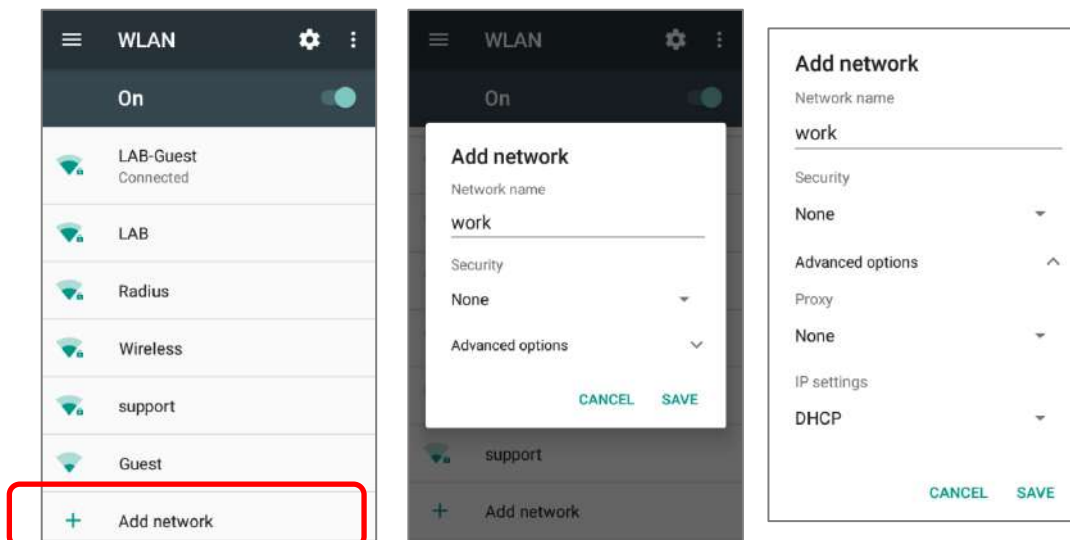 WLAN
On
LAB-Guest
Connected
LAB
Radius
Wireless
support
Guest
Add network
WLAN
On
Add network
Network name
work
Security
None
Advanced options
CANCEL SAVE
support
Add network
Add network
Network name
work
Security
None
Advanced options
Proxy
None
IP settings
DHCP
CANCEL SAVE